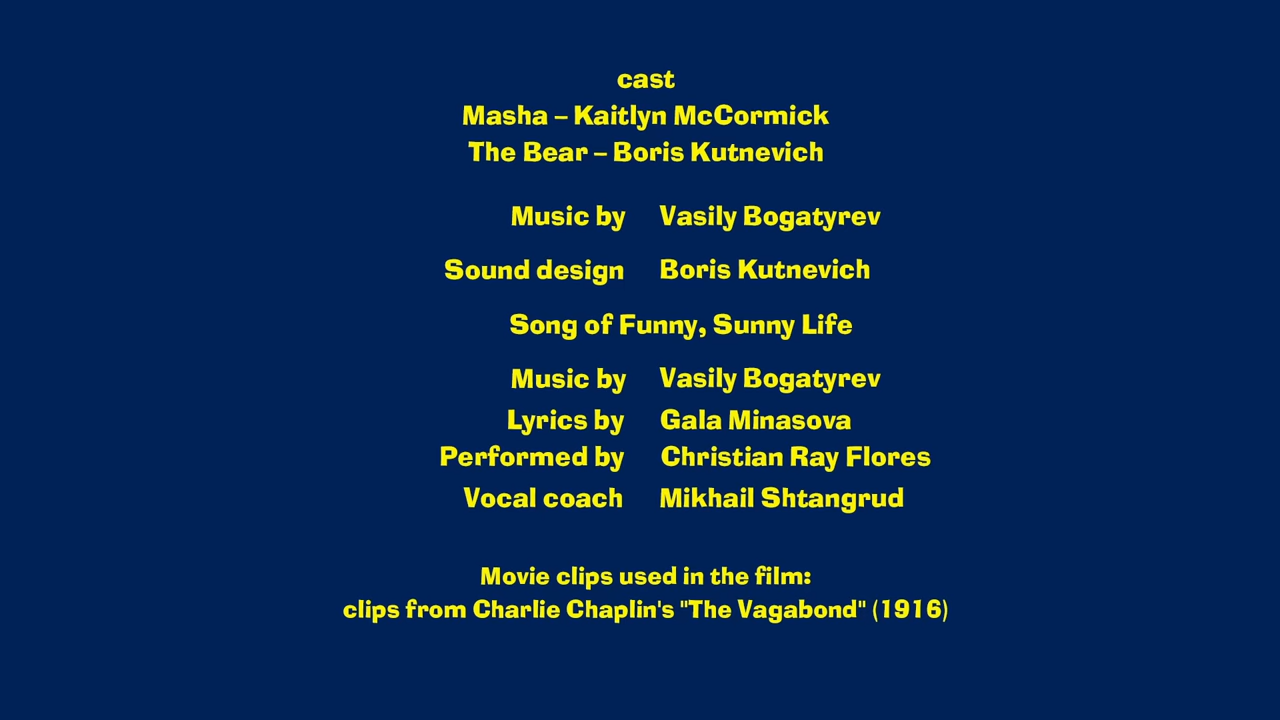 cast
Masha – Kaitlyn McCormick
The Bear – Boris Kutnevich
Music by Vasily Bogatyrev
Sound design Boris Kutnevich
Song of Funny, Sunny Life
Music by Vasily Bogatyrev
Lyrics by Gala Minasova
Performed by Christian Ray Flores
Vocal coach Mikhail Shtangrud
Movie clips used in the film:
clips from Charlie Chaplin's "The Vagabond" (1916)